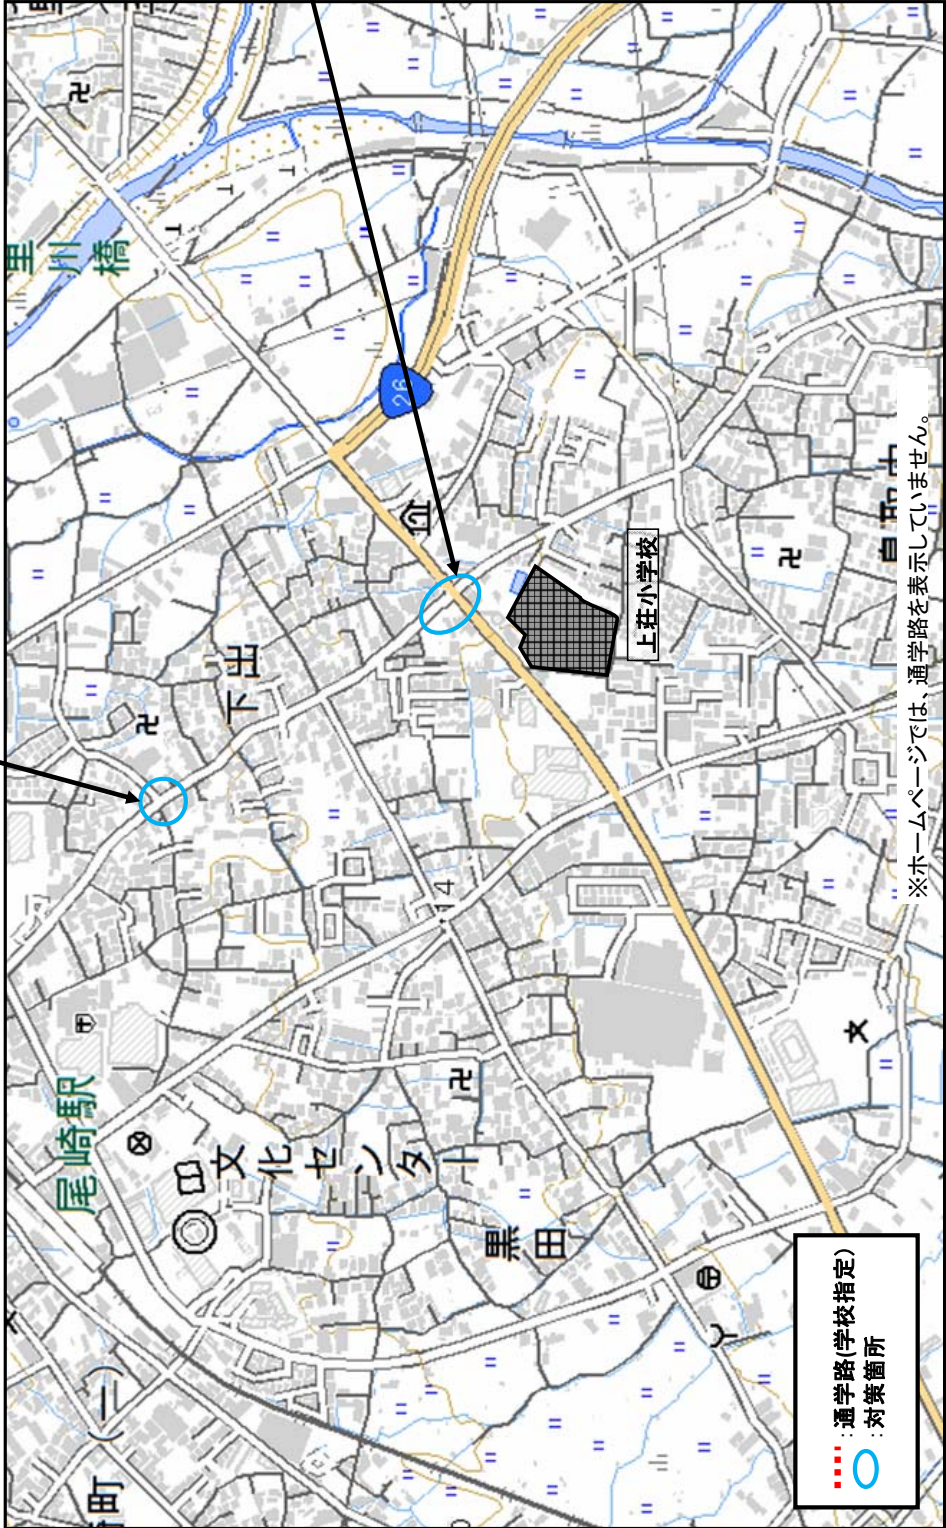 尾崎駅
文化センター
黒田
下出
里川橋
26
14
上荘小学校
:通学路(学校指定)
:対策箇所
※ホームページでは、通学路を表示していません。